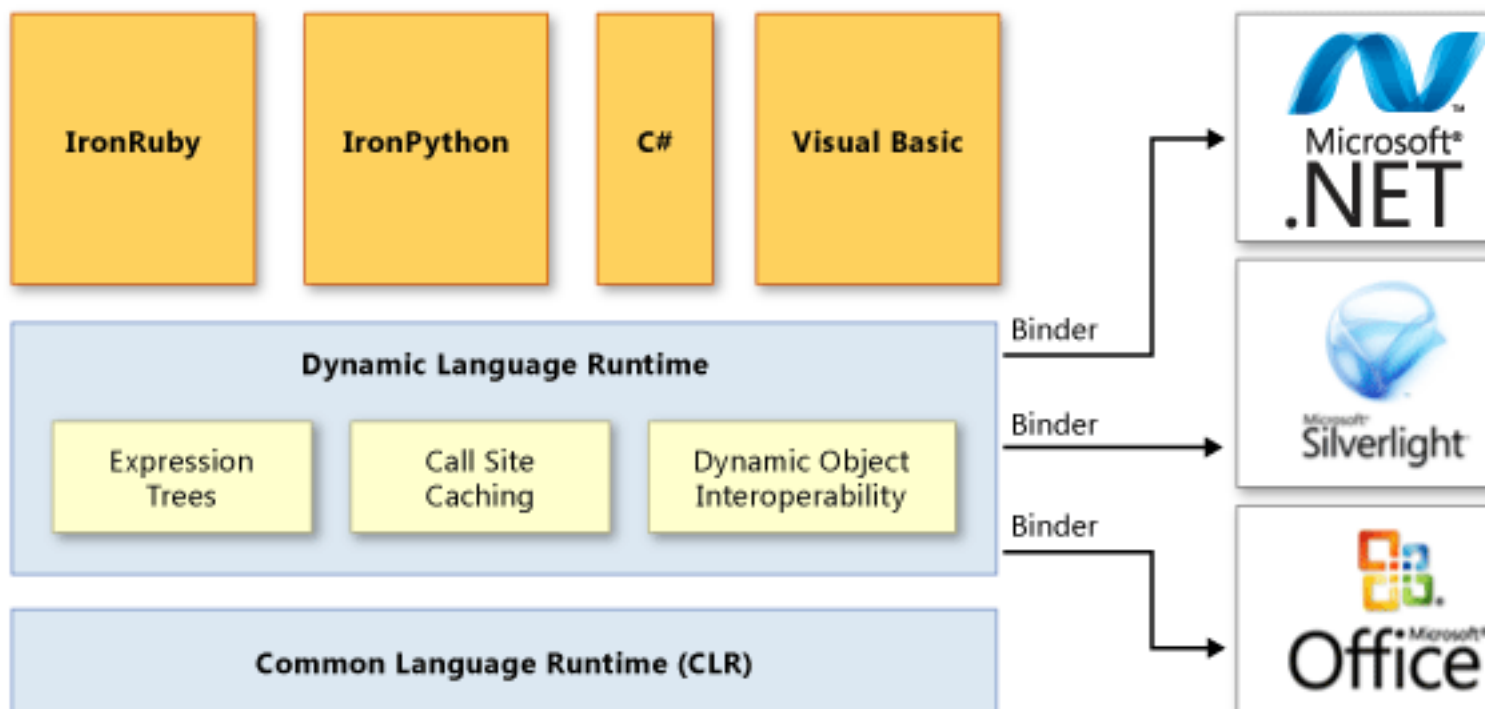 IronRuby
IronPython
C#
Visual Basic
Dynamic Language Runtime
Expression
Trees
Call Site
Caching
Dynamic Object
Interoperability
Common Language Runtime (CLR)
Binder
Binder
Binder
™
Microsoft®
.NET
Microsoft®
Silverlight
Microsoft®
Office